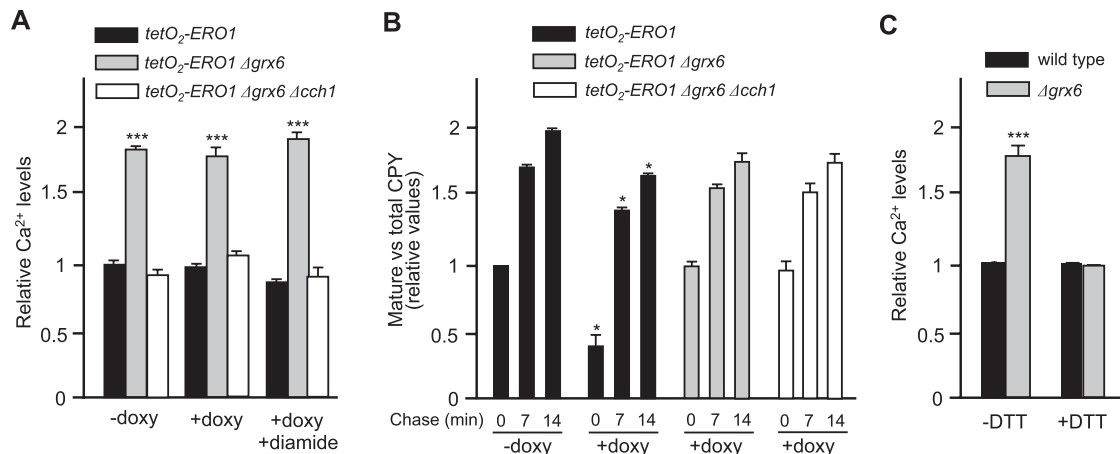 A
tetO₂-ERO1
tetO₂-ERO1 Δgrx6
tetO₂-ERO1 Δgrx6 Δcch1
Relative Ca²⁺ levels
2
1.5
1
0.5
0
***
***
***
-doxy
+doxy
+doxy
+diamide
B
tetO₂-ERO1
tetO₂-ERO1 Δgrx6
tetO₂-ERO1 Δgrx6 Δcch1
Mature vs total CPY
(relative values)
2
1.5
1
0.5
0
*
*
*
Chase (min) 0 7 14 0 7 14 0 7 14 0 7 14
-doxy +doxy +doxy +doxy
C
wild type
Δgrx6
Relative Ca²⁺ levels
2
1.5
1
0.5
0
***
-DTT
+DTT